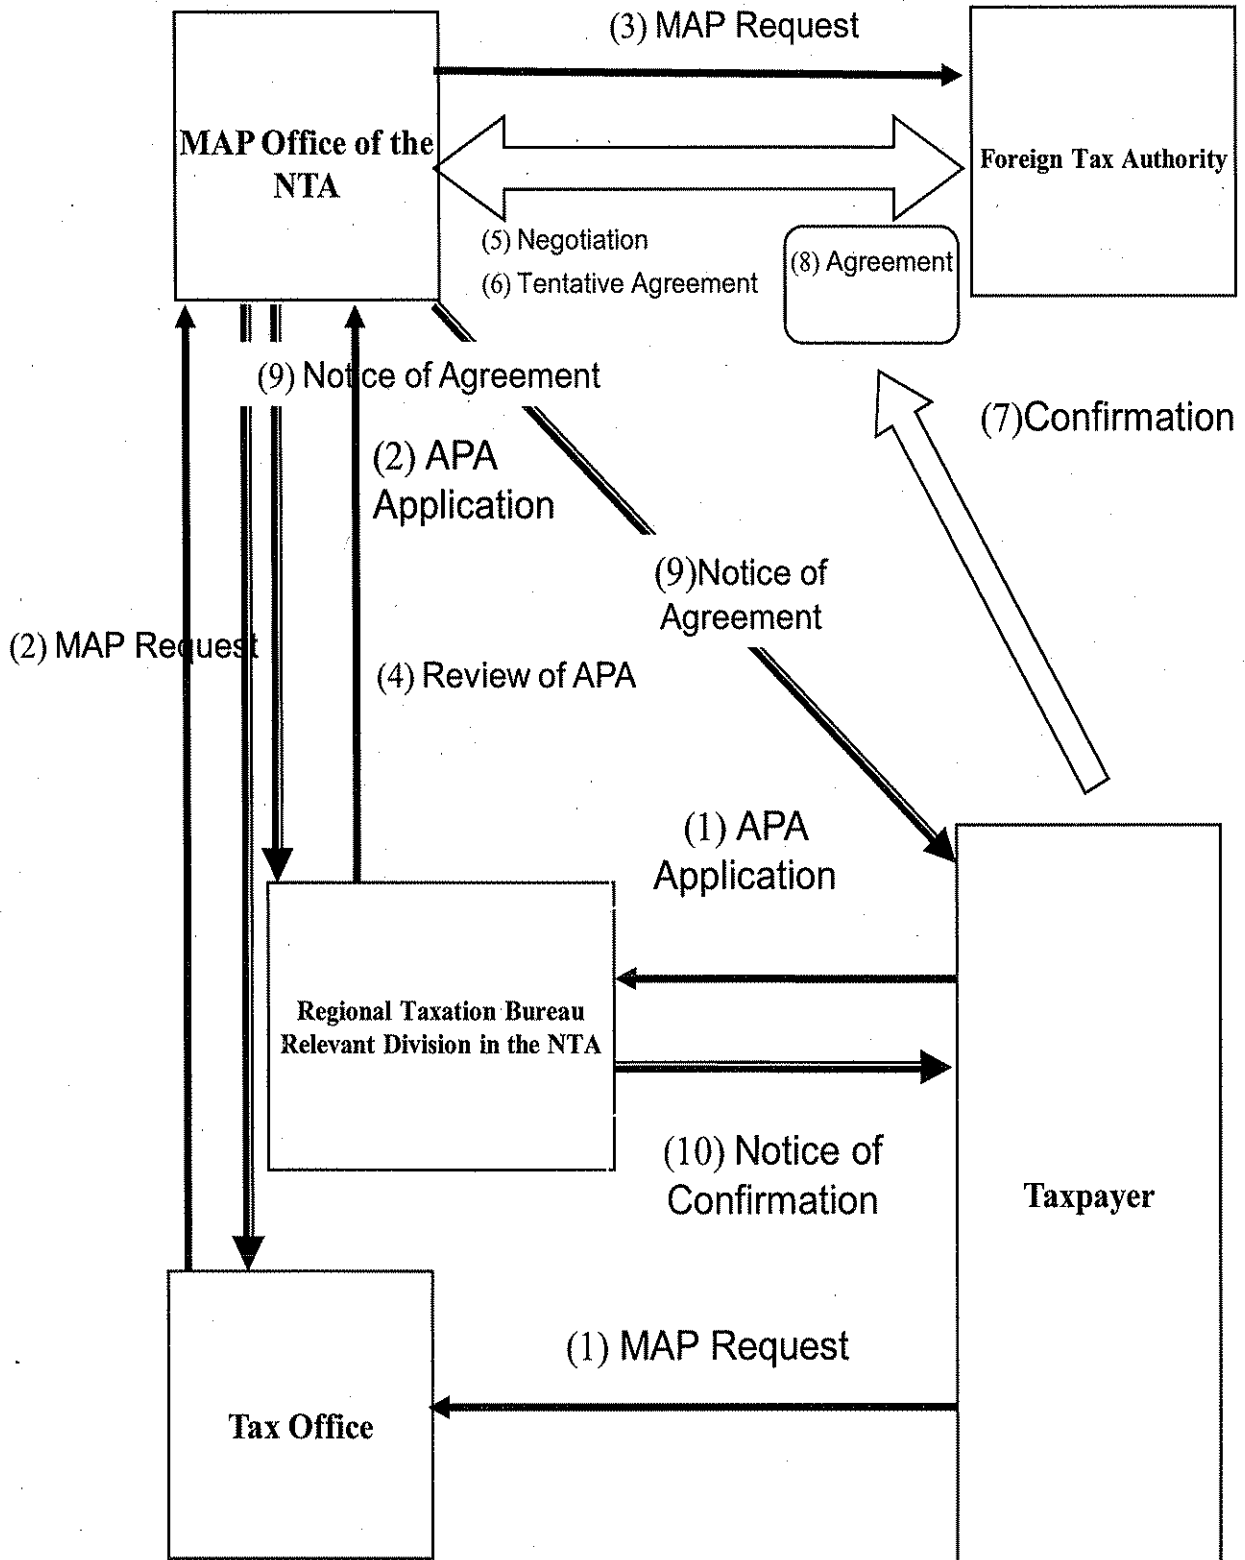 (3) MAP Request
MAP Office of the
NTA
Foreign Tax Authority
(5) Negotiation
(6) Tentative Agreement
(8) Agreement
(9) Notice of Agreement
(7)Confirmation
(2) APA
Application
(9)Notice of
Agreement
(2) MAP Request
(4) Review of APA
(1) APA
Application
Regional Taxation Bureau
Relevant Division in the NTA
(10) Notice of
Confirmation
Taxpayer
(1) MAP Request
Tax Office